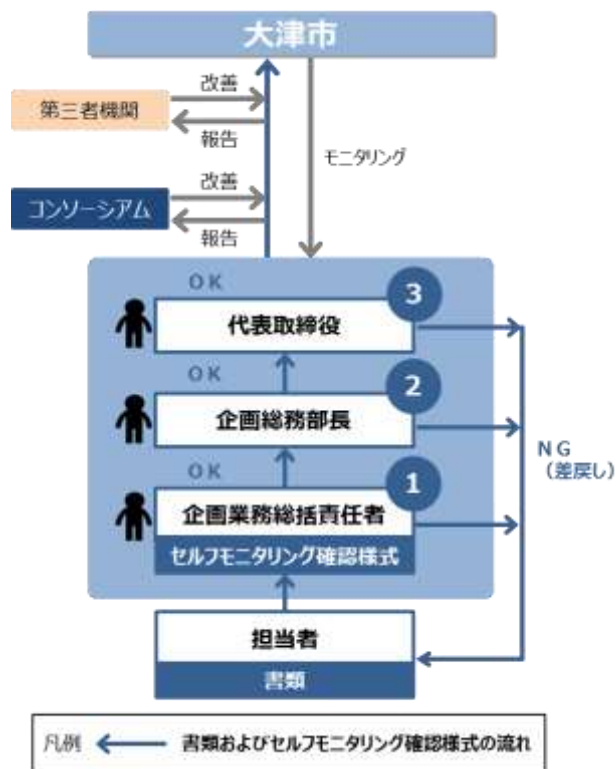 大津市
改善
第三者機関
報告
モニタリング
改善
コンソーシアム
報告
OK
3
代表取締役
OK
2
企画総務部長
NG
(差戻し)
OK
1
企画業務総括責任者
セルフモニタリング確認様式
担当者
書類
凡例 書類およびセルフモニタリング確認様式の流れ